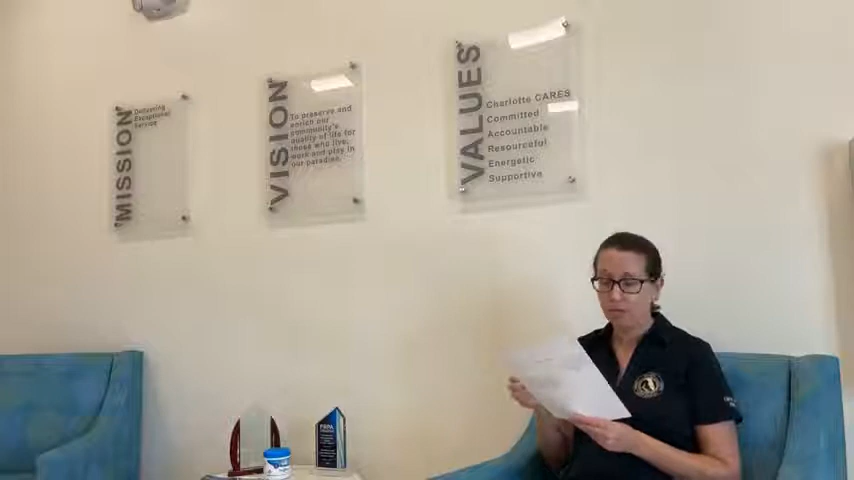 MISSION
Delivering
Exceptional
Service
VISION
To preserve and
enrich our
community's
quality of life for
those who live,
work and play in
our paradise.
VALUES
Charlotte CARES
Committed
Accountable
Resourceful
Energetic
Supportive